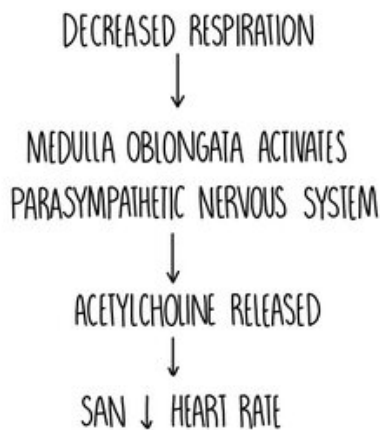 DECREASED RESPIRATION
↓
MEDULLA OBLONGATA ACTIVATES
PARASYMPATHETIC NERVOUS SYSTEM
↓
ACETYLCHOLINE RELEASED
↓
SAN ↓ HEART RATE